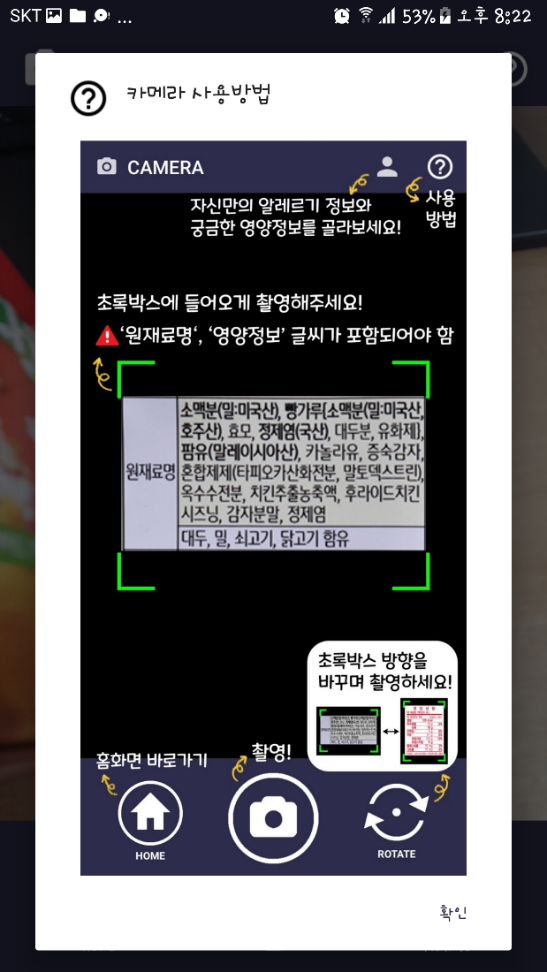 SKT ... 53% 오후 8:22
카메라 사용방법
CAMERA
자신만의 알레르기 정보와
궁금한 영양정보를 골라보세요!
사용
방법
초록박스에 들어오게 촬영해주세요!
'원재료명', '영양정보' 글씨가 포함되어야 함
원재료명
소맥분(밀:미국산), 빵가루{소맥분(밀:미국산,
호주산), 효모, 정제염(국산), 대두분, 유화제},
팜유(말레이시아산), 카놀라유, 증숙감자,
혼합제제(타피오카산화전분, 말토덱스트린),
옥수수전분, 치킨추출농축액, 후라이드치킨
시즈닝, 감자분말, 정제염
대두, 밀, 쇠고기, 닭고기 함유
초록박스 방향을
바꾸며 촬영하세요!
홈화면 바로가기
촬영!
HOME
ROTATE
확인